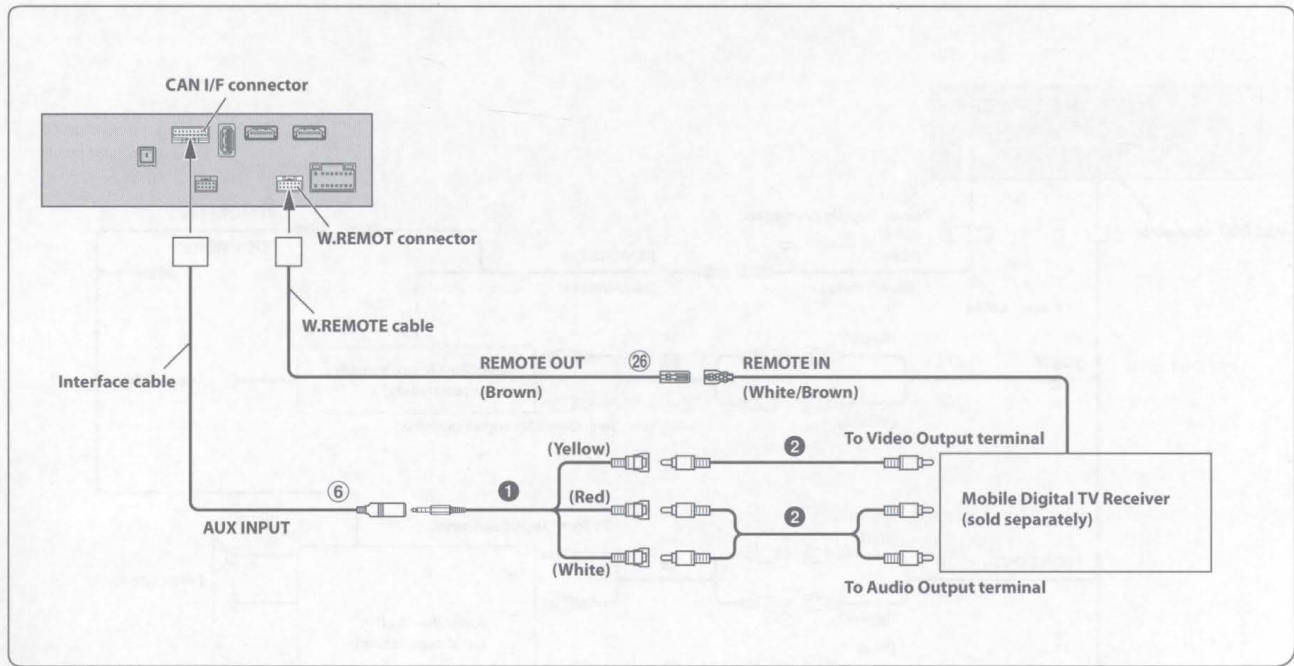 CAN I/F connector
W.REMOT connector
W.REMOTE cable
Interface cable
REMOTE OUT
㉖
REMOTE IN
(Brown)
(White/Brown)
(Yellow)
❷
To Video Output terminal
⑥
❶
(Red)
❷
Mobile Digital TV Receiver
(sold separately)
AUX INPUT
(White)
To Audio Output terminal